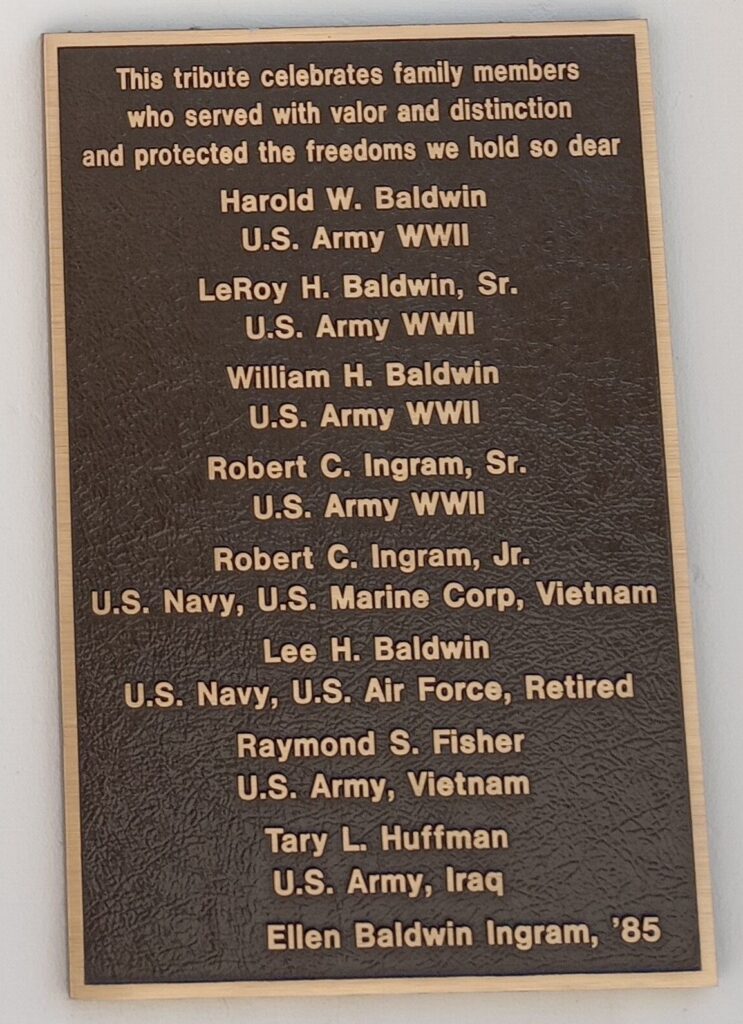 This tribute celebrates family members
who served with valor and distinction
and protected the freedoms we hold so dear
Harold W. Baldwin
U.S. Army WWII
LeRoy H. Baldwin, Sr.
U.S. Army WWII
William H. Baldwin
U.S. Army WWII
Robert C. Ingram, Sr.
U.S. Army WWII
Robert C. Ingram, Jr.
U.S. Navy, U.S. Marine Corp, Vietnam
Lee H. Baldwin
U.S. Navy, U.S. Air Force, Retired
Raymond S. Fisher
U.S. Army, Vietnam
Tary L. Huffman
U.S. Army, Iraq
Ellen Baldwin Ingram, '85